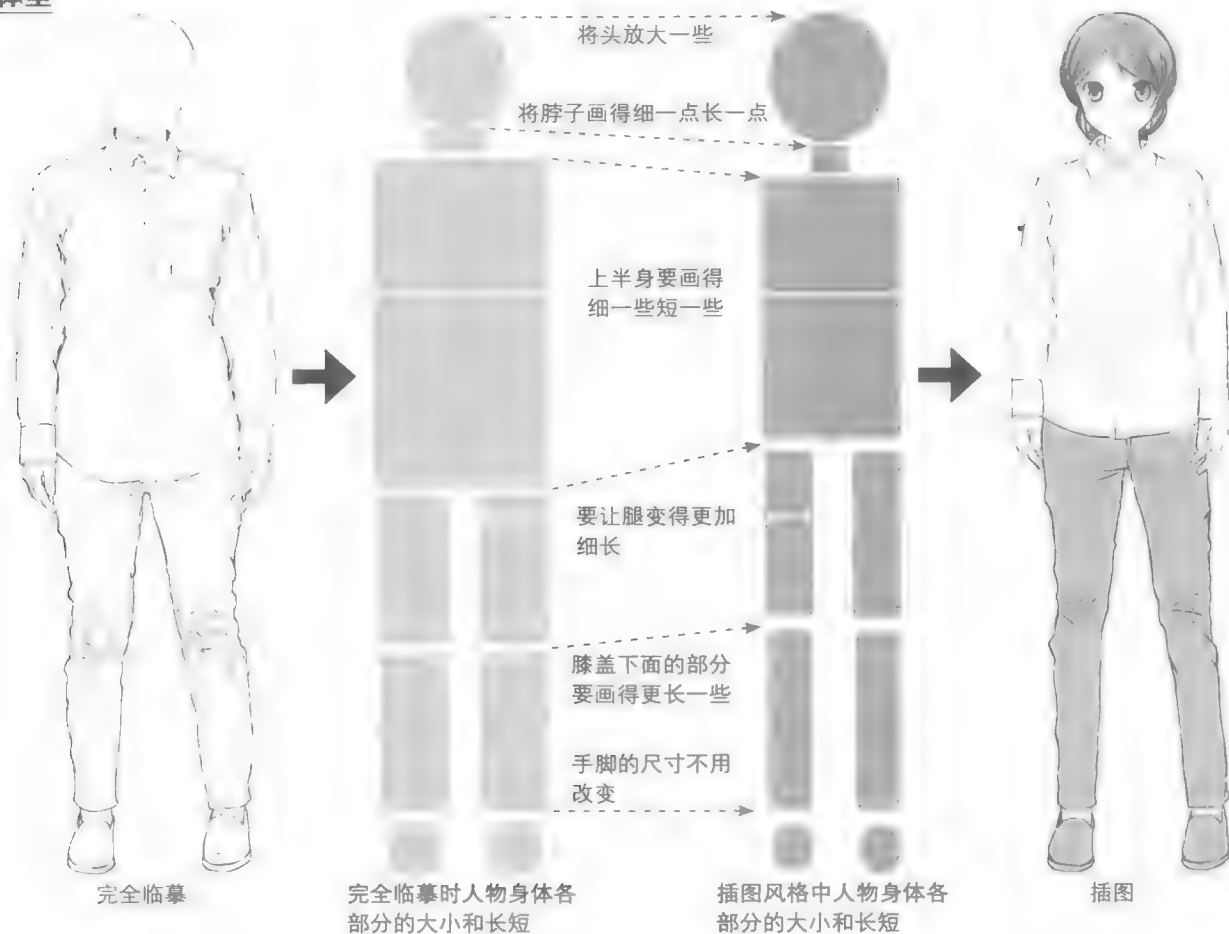 体型
将头放大一些
将脖子画得细一点长一点
上半身要画得
细一些短一些
要让腿变得更加
细长
膝盖下面的部分
要画得更长一些
手脚的尺寸不用
改变
完全临摹
完全临摹时人物身体各
部分的大小和长短
插图风格中人物身体各
部分的大小和长短
插图